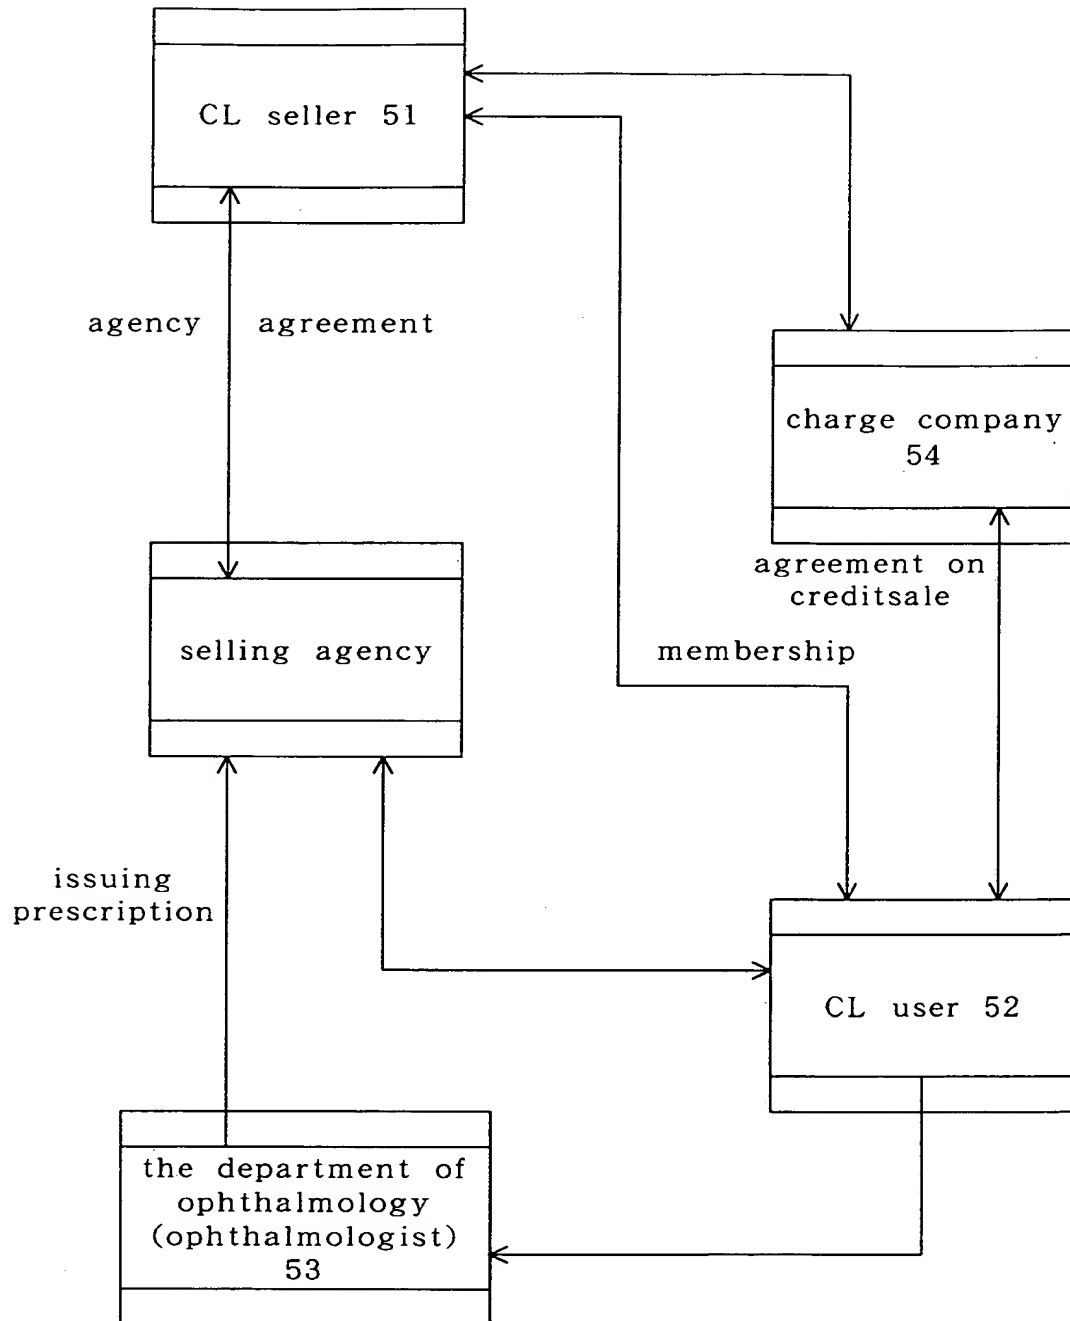 CL seller 51
agency agreement
charge company
54
agreement on
creditsale
selling agency
membership
issuing
prescription
CL user 52
the department of
ophthalmology
(ophthalmologist)
53